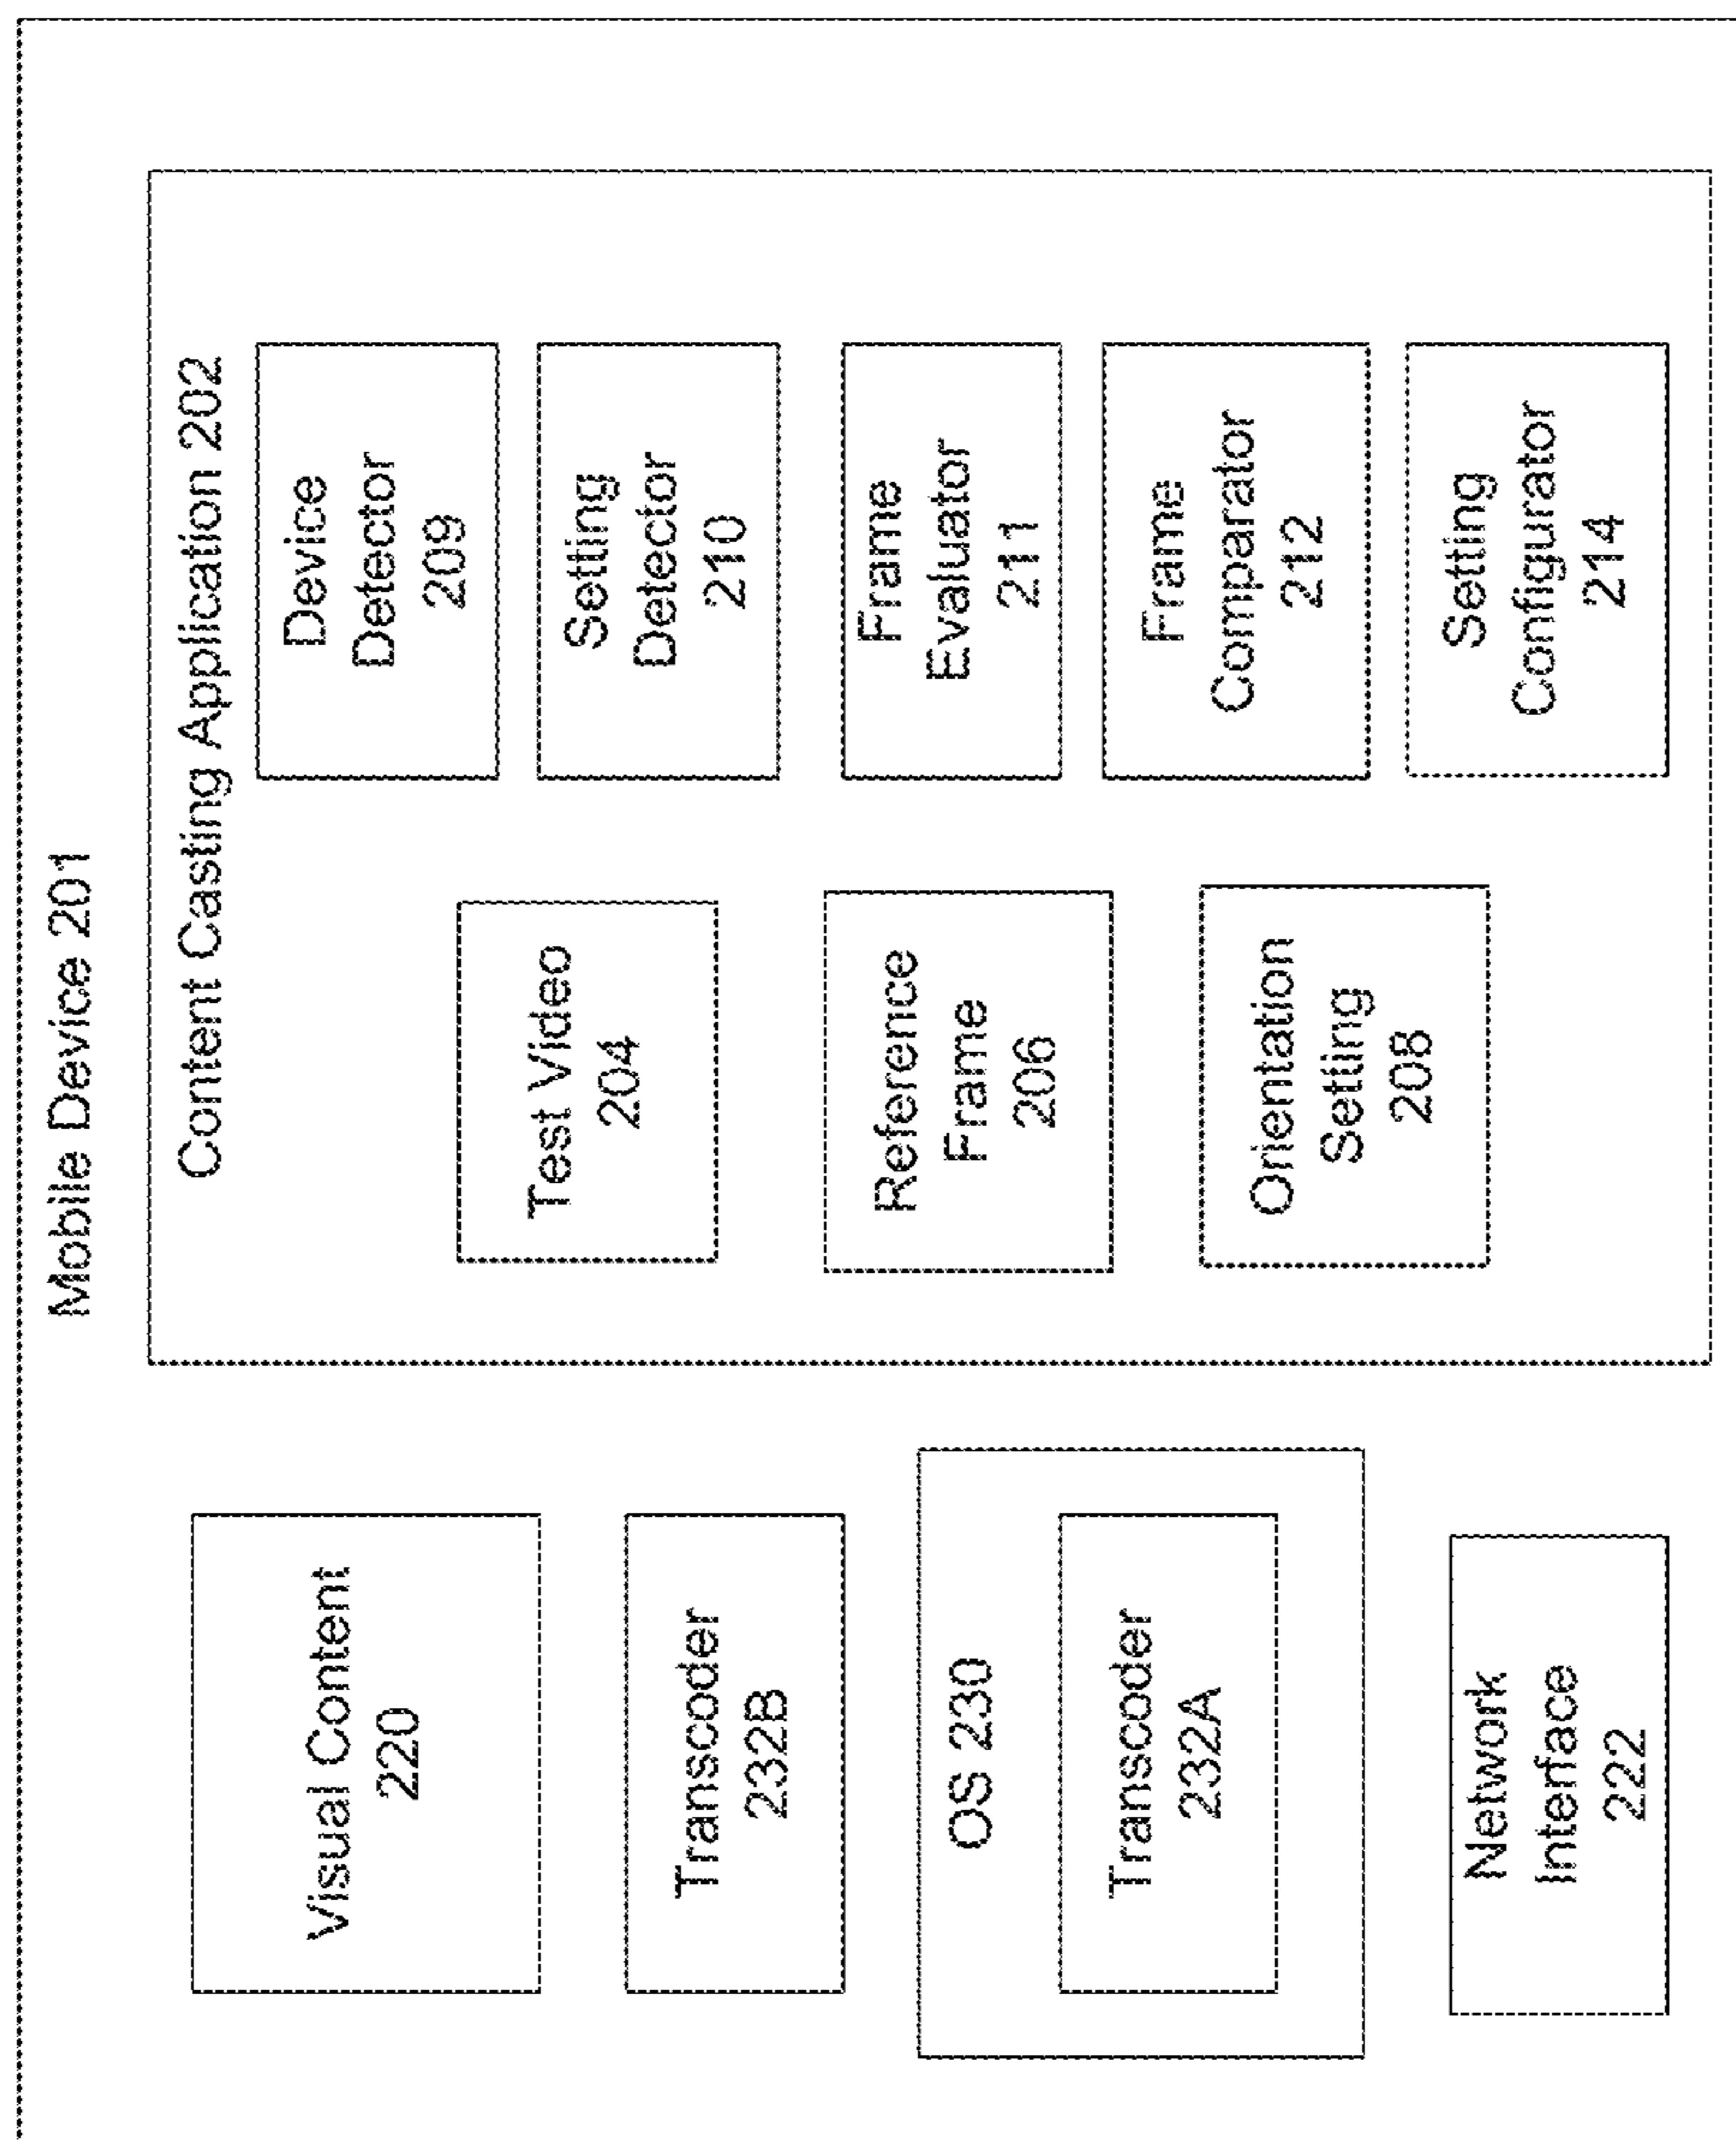 Mobile Device 201
Visual Content
220
Transcoder
232B
OS 230
Transcoder
232A
Network
Interface
222
Content Casting Application 202
Test Video
204
Reference
Frame
206
Orientation
Setting
208
Device
Detector
209
Setting
Detector
210
Frame
Evaluator
211
Frame
Comparator
212
Setting
Configurator
214